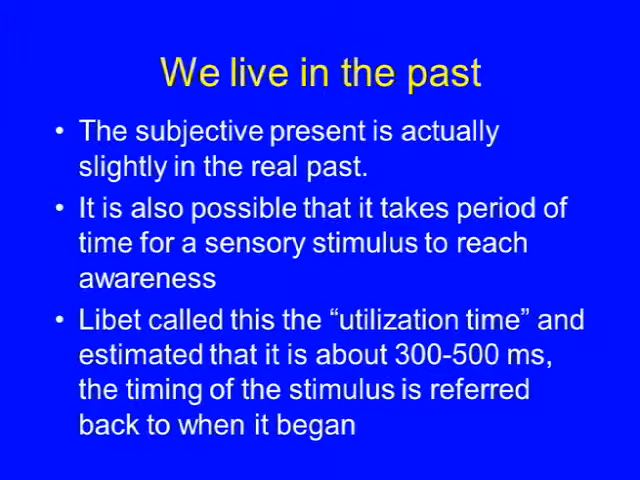 We live in the past
• The subjective present is actually
slightly in the real past.
• It is also possible that it takes period of
time for a sensory stimulus to reach
awareness
• Libet called this the “utilization time” and
estimated that it is about 300-500 ms,
the timing of the stimulus is referred
back to when it began